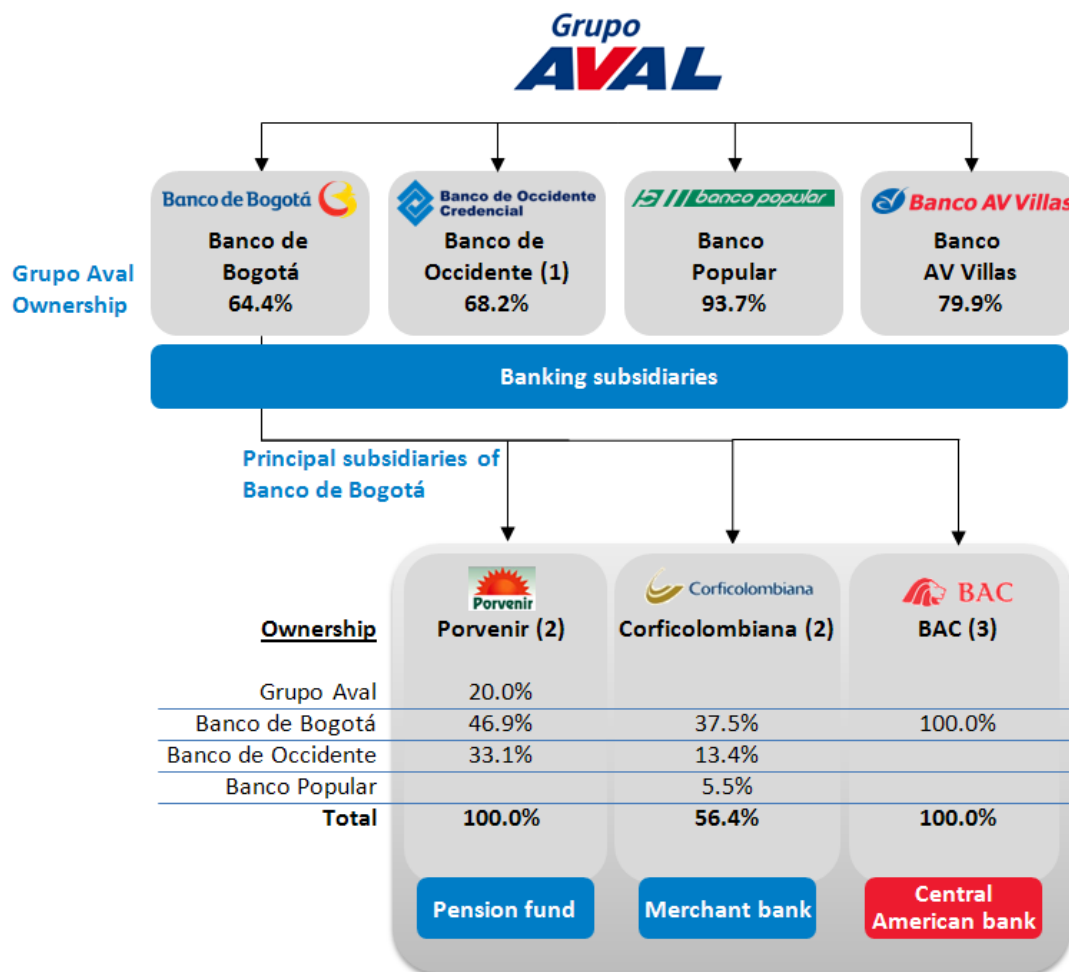 Grupo
AVAL
Banco de Bogotá
Banco de Occidente
Credencial
banco popular
Banco AV Villas
Grupo Aval
Ownership
Banco de
Bogotá
64.4%
Banco de
Occidente (1)
68.2%
Banco
Popular
93.7%
Banco
AV Villas
79.9%
Banking subsidiaries
Principal subsidiaries of
Banco de Bogotá
Porvenir
Corficolombiana
BAC
Ownership Porvenir (2) Corficolombiana (2) BAC (3)
Grupo Aval 20.0%
Banco de Bogotá 46.9% 37.5% 100.0%
Banco de Occidente 33.1% 13.4%
Banco Popular 5.5%
Total 100.0% 56.4% 100.0%
Pension fund
Merchant bank
Central
American bank